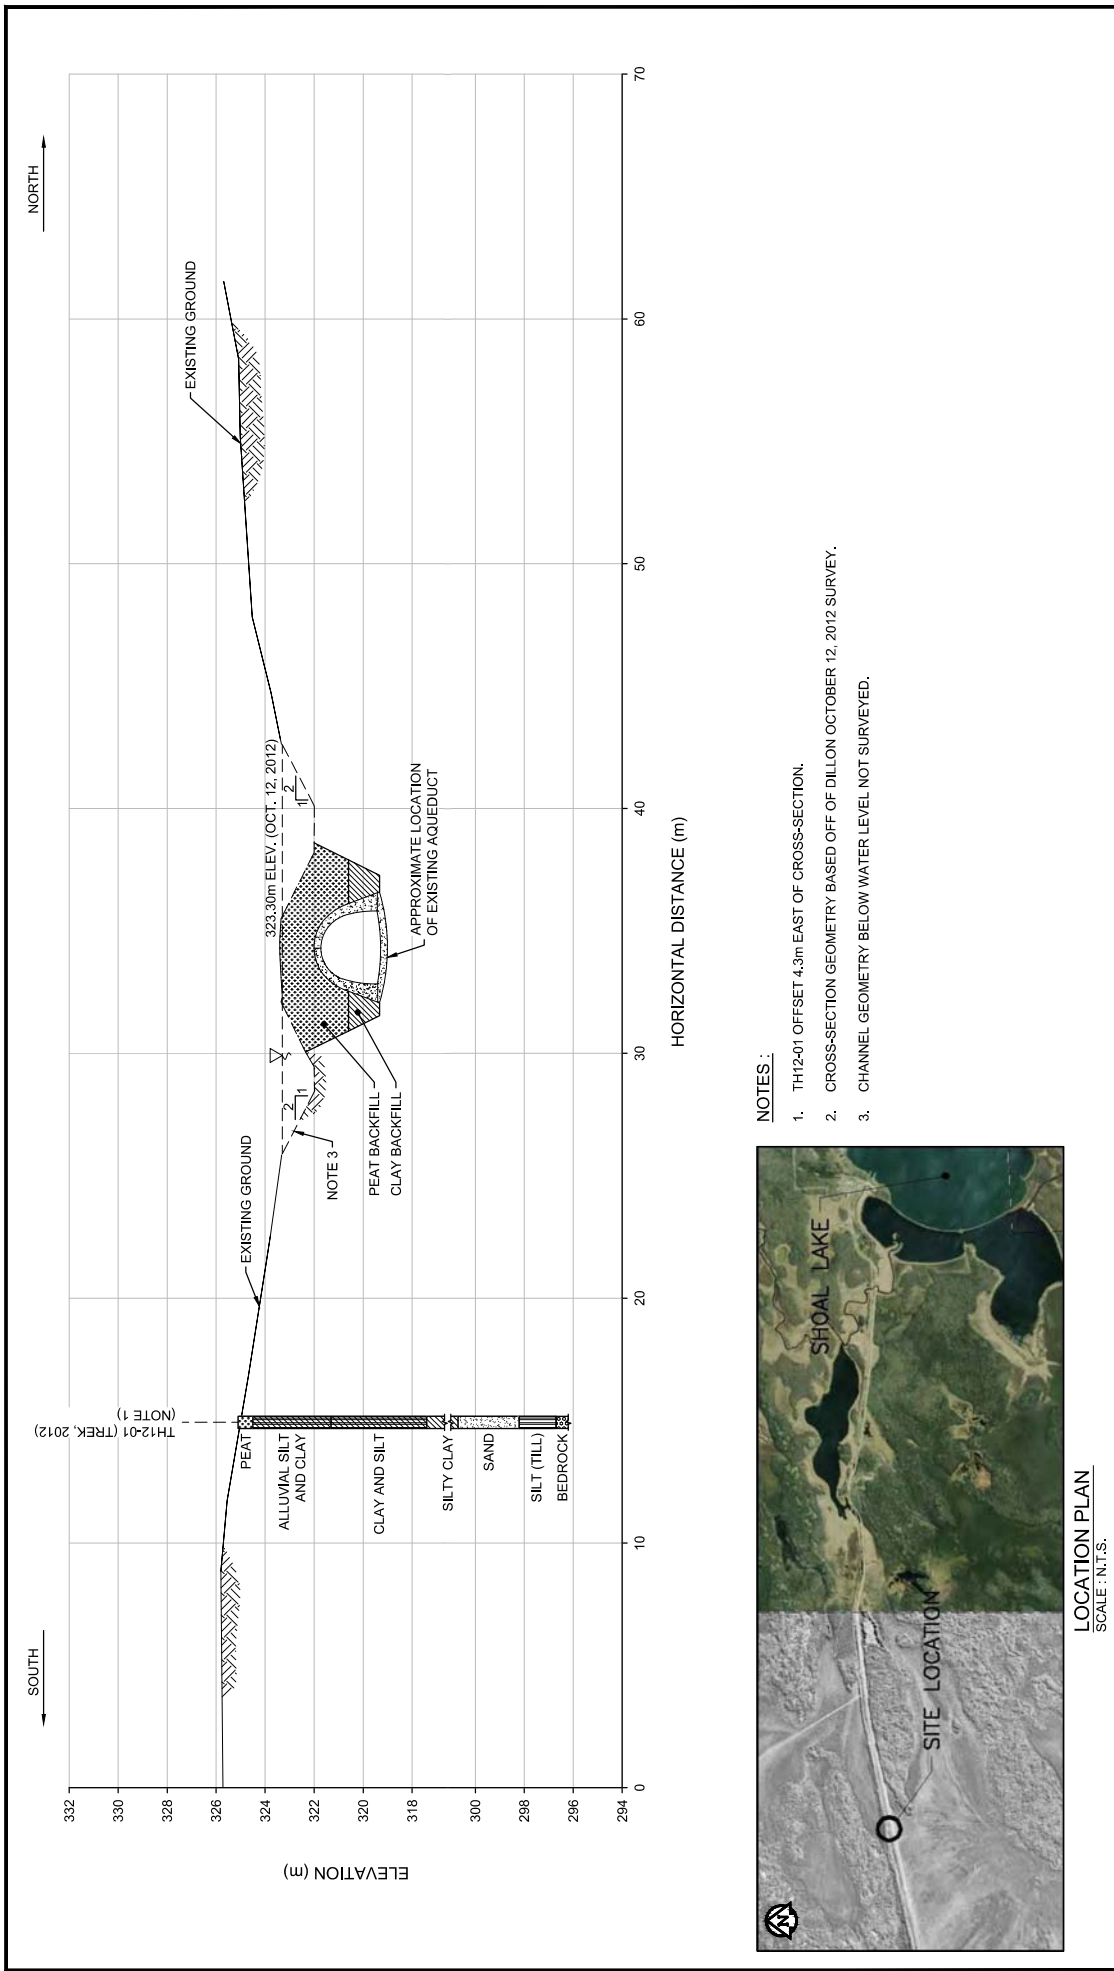 SOUTH
NORTH
TH12-01 (TREK, 2012)
(NOTE 1)
EXISTING GROUND
EXISTING GROUND
323.30m ELEV. (OCT. 12, 2012)
2
1
2
1
NOTE 3
PEAT BACKFILL
CLAY BACKFILL
APPROXIMATE LOCATION
OF EXISTING AQUEDUCT
PEAT
ALLUVIAL SILT
AND CLAY
CLAY AND SILT
SILTY CLAY
SAND
SILT (TILL)
BEDROCK
ELEVATION (m)
332
330
328
326
324
322
320
318
300
298
296
294
0
10
20
30
40
50
60
70
HORIZONTAL DISTANCE (m)
N
SITE LOCATION
SHOAL LAKE
LOCATION PLAN
SCALE : N.T.S.
NOTES :
1. TH12-01 OFFSET 4.3m EAST OF CROSS-SECTION.
2. CROSS-SECTION GEOMETRY BASED OFF OF DILLON OCTOBER 12, 2012 SURVEY.
3. CHANNEL GEOMETRY BELOW WATER LEVEL NOT SURVEYED.